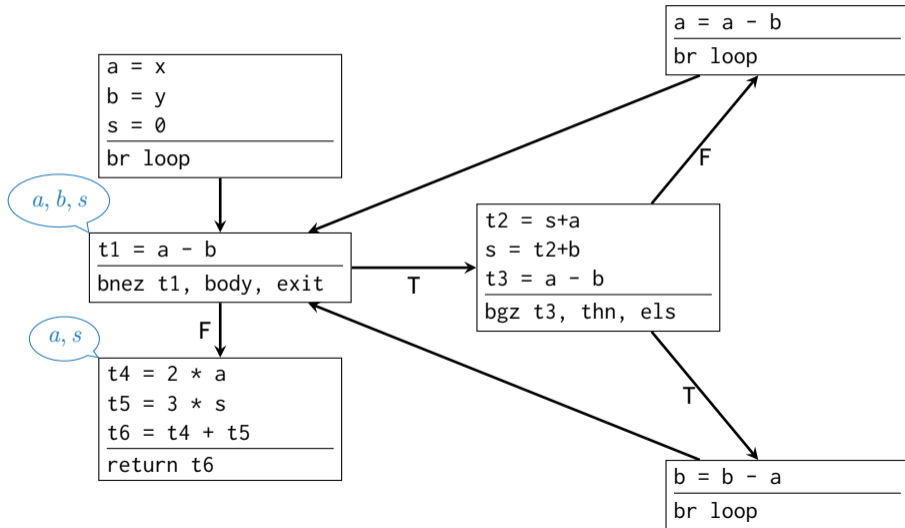 a = a - b
br loop
a = x
b = y
s = 0
br loop
F
a, b, s
t2 = s+a
s = t2+b
t3 = a - b
bgz t3, thn, els
t1 = a - b
bnez t1, body, exit
T
F
a, s
t4 = 2 * a
t5 = 3 * s
t6 = t4 + t5
return t6
T
b = b - a
br loop